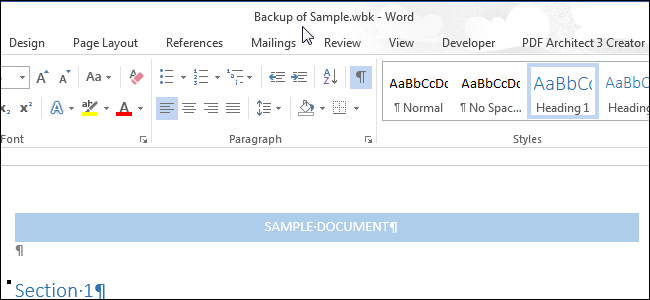 Backup of Sample.wbk - Word
Design Page Layout References Mailings Review View Developer PDF Architect 3 Creator
A A Aa A
A ab A
AaBbCcDc AaBbCcDc AaBbC AaBbC
¶ Normal ¶ No Spac... Heading 1 Heading
Font Paragraph Styles
SAMPLE·DOCUMENT¶
¶
Section·1¶